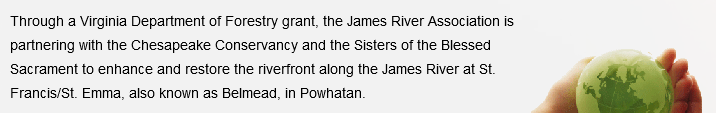 Through a Virginia Department of Forestry grant, the James River Association is
partnering with the Chesapeake Conservancy and the Sisters of the Blessed
Sacrament to enhance and restore the riverfront along the James River at St.
Francis/St. Emma, also known as Belmead, in Powhatan.